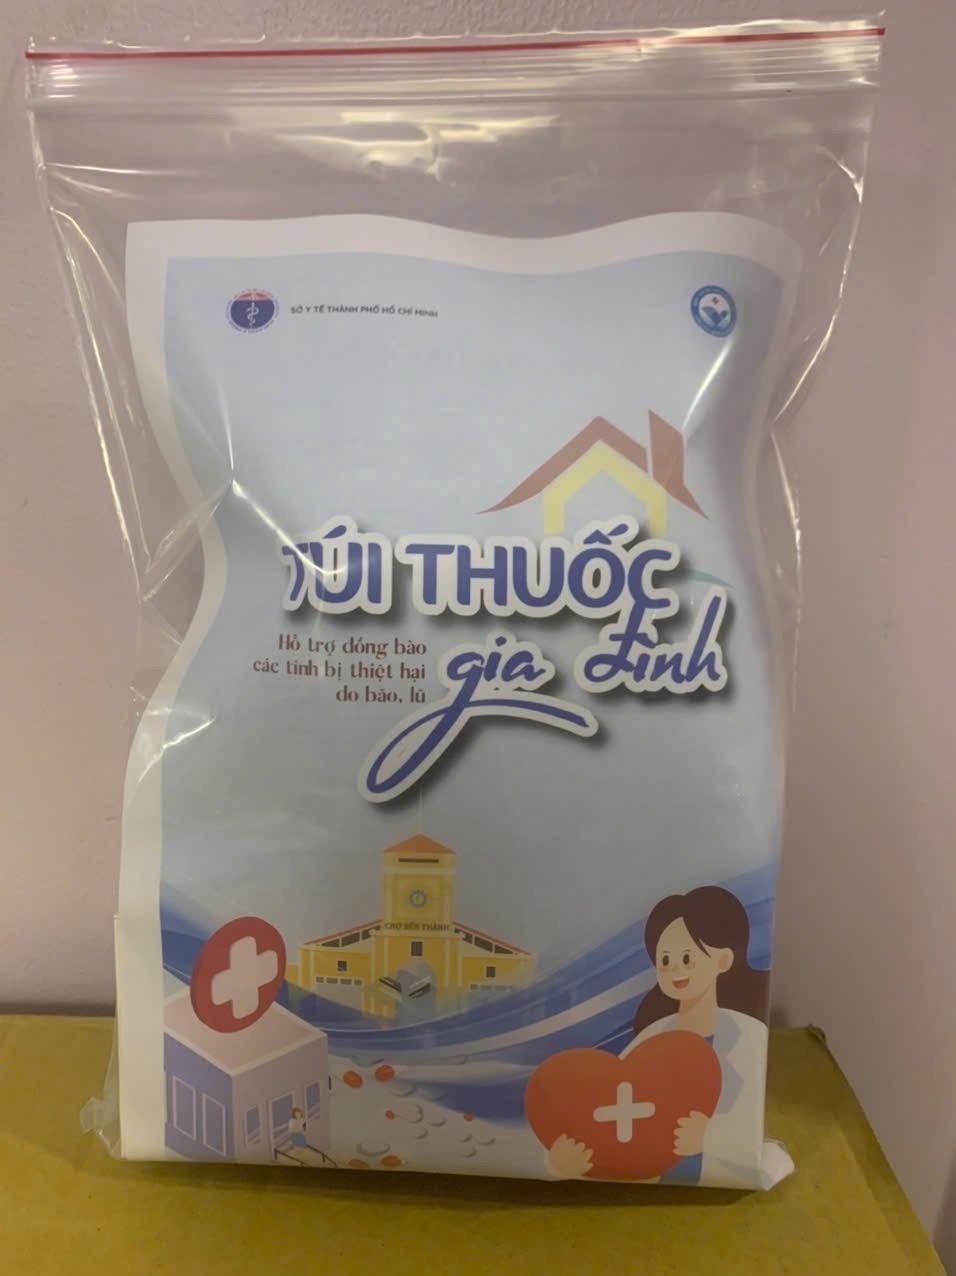 SỞ Y TẾ THÀNH PHỐ HỒ CHÍ MINH
TÚI THUỐC
gia đình
Hỗ trợ đồng bào
các tỉnh bị thiệt hại
do bão, lũ
CHỢ BẾN THÀNH